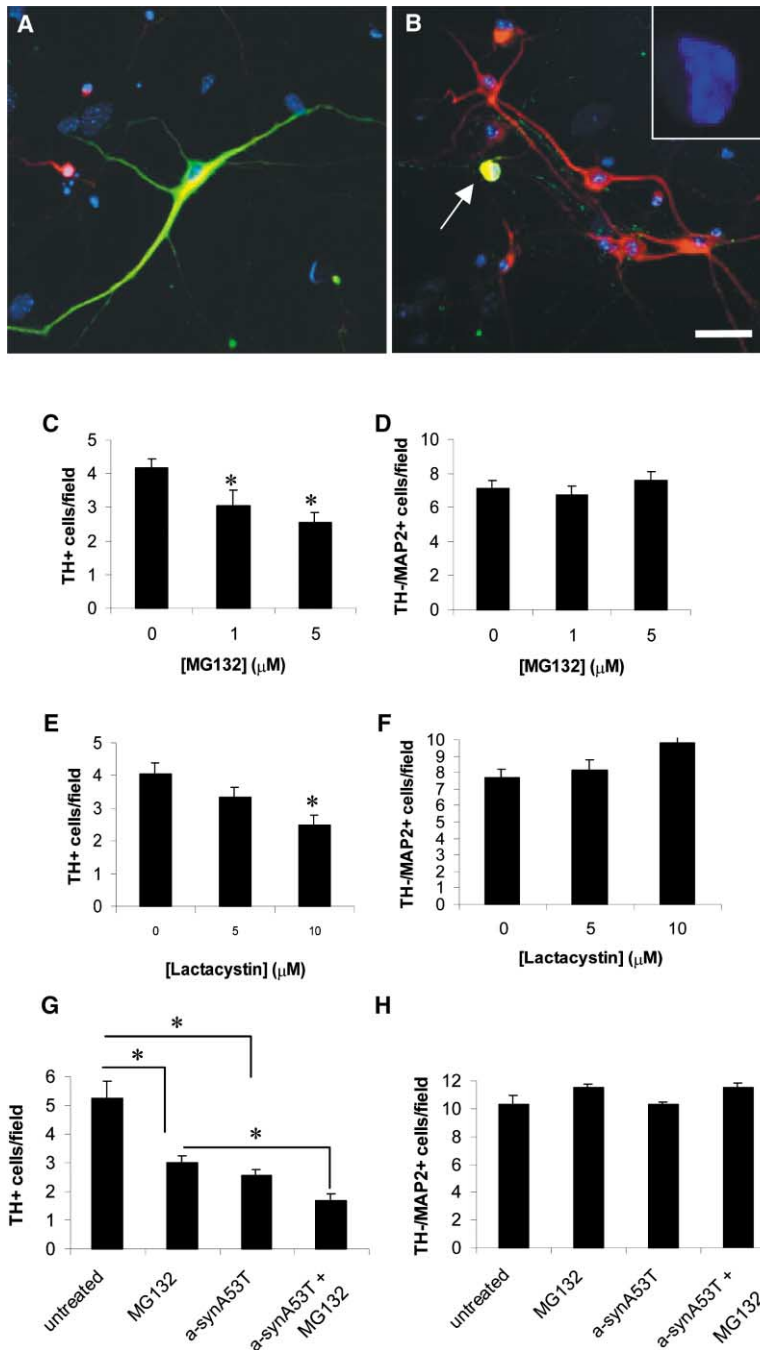 A
B
C
TH+ cells/field
5
4
3
2
1
0
*
*
0 1 5
[MG132] (μM)
D
TH-/MAP2+ cells/field
10
8
6
4
2
0
0 1 5
[MG132] (μM)
E
TH+ cells/field
5
4
3
2
1
0
*
0 5 10
[Lactacystin] (μM)
F
TH-/MAP2+ cells/field
10
9
8
7
6
5
4
3
2
1
0
0 5 10
[Lactacystin] (μM)
G
TH+ cells/field
6
5
4
3
2
1
0
*
*
*
untreated
MG132
a-synA53T
a-synA53T +
MG132
H
TH-/MAP2+ cells/field
12
10
8
6
4
2
0
untreated
MG132
a-synA53T
a-synA53T +
MG132